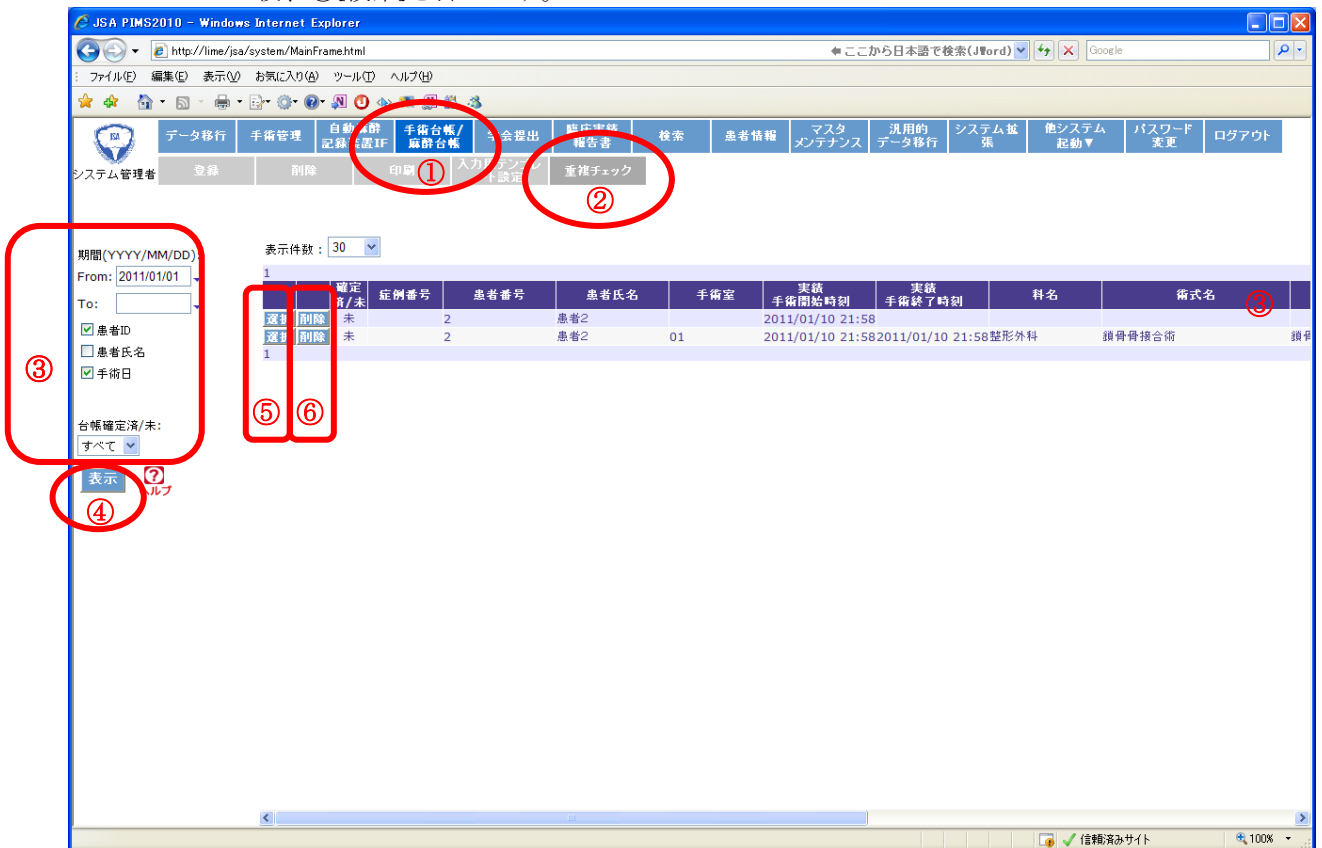 JSA PIMS2010 - Windows Internet Explorer
http://lime/jsa/system/MainFrame.html
ここから日本語で検索(JWord)
Google
ファイル(F) 編集(E) 表示(V) お気に入り(A) ツール(T) ヘルプ(H)
JSA
データ移行
手術管理
自動麻酔
記録装置IF
手術台帳/
麻酔台帳
学会提出
臨床実績
報告書
検索
患者情報
マスタ
メンテナンス
汎用的
データ移行
システム拡
張
他システム
起動▼
パスワード
変更
ログアウト
システム管理者
登録
削除
印刷
①
重複チェック
②
期間(YYYY/MM/DD):
From: 2011/01/01
To:
患者ID
患者氏名
手術日
③
台帳確定済/未:
すべて
表示
ヘルプ
④
表示件数: 30
1
確定
済/未
症例番号
患者番号
患者氏名
手術室
実績
手術開始時刻
実績
手術終了時刻
科名
術式名
③
選択 削除 未 2 患者2 2011/01/10 21:58
選択 削除 未 2 患者2 01 2011/01/10 21:58 2011/01/10 21:58 整形外科 鎖骨骨接合術 鎖骨
1
⑤ ⑥
信頼済みサイト
100%